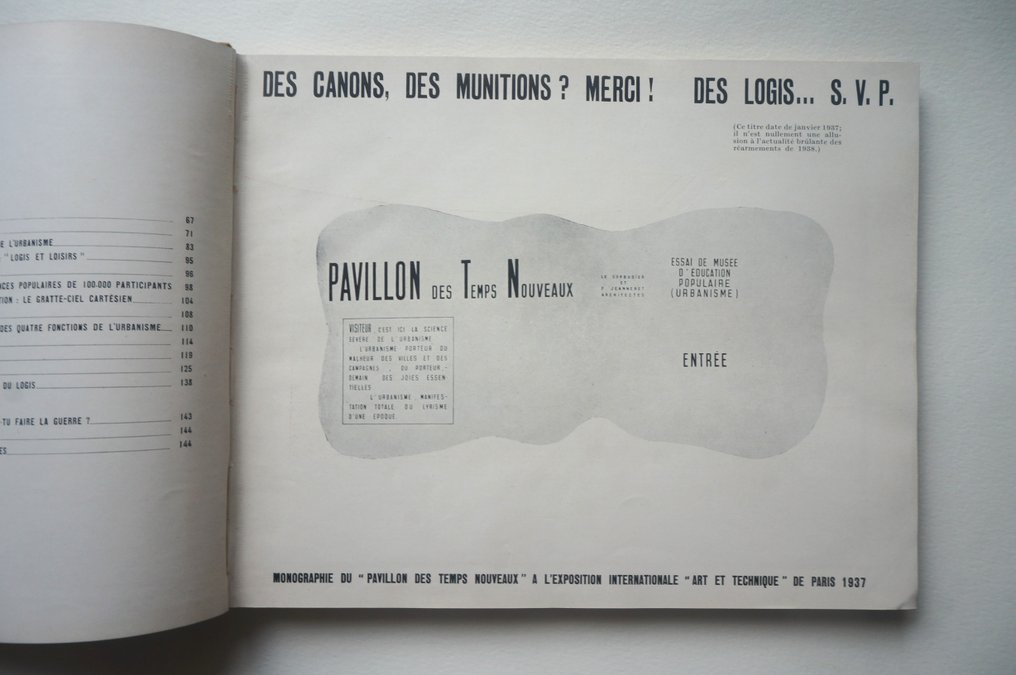 67
71
E L'URBANISME 83
"LOGIS ET LOISIRS" 95
96
NCES POPULAIRES DE 100.000 PARTICIPANTS 98
TION : LE GRATTE-CIEL CARTÉSIEN 104
108
DES QUATRE FONCTIONS DE L'URBANISME 110
114
119
125
DU LOGIS 138
-TU FAIRE LA GUERRE ? 143
144
ES 144
DES CANONS, DES MUNITIONS ? MERCI ! DES LOGIS... S. V. P.
(Ce titre date de janvier 1937;
il n'est nullement une allu-
sion à l'actualité brûlante des
réarmements de 1938.)
PAVILLON DES TEMPS NOUVEAUX
LE CORBUSIER
ET
P. JEANNERET
ARCHITECTES
ESSAI DE MUSEE
D'EDUCATION
POPULAIRE
(URBANISME)
VISITEUR C'EST ICI LA SCIENCE
SEVERE DE L'URBANISME
L'URBANISME PORTEUR DU
MALHEUR DES VILLES ET DES
CAMPAGNES, OU PORTEUR,
DEMAIN DES JOIES ESSEN-
TIELLES
L'URBANISME, MANIFES-
TATION TOTALE DU LYRISME
D'UNE EPOQUE.
ENTRÉE
MONOGRAPHIE DU "PAVILLON DES TEMPS NOUVEAUX" A L'EXPOSITION INTERNATIONALE "ART ET TECHNIQUE" DE PARIS 1937